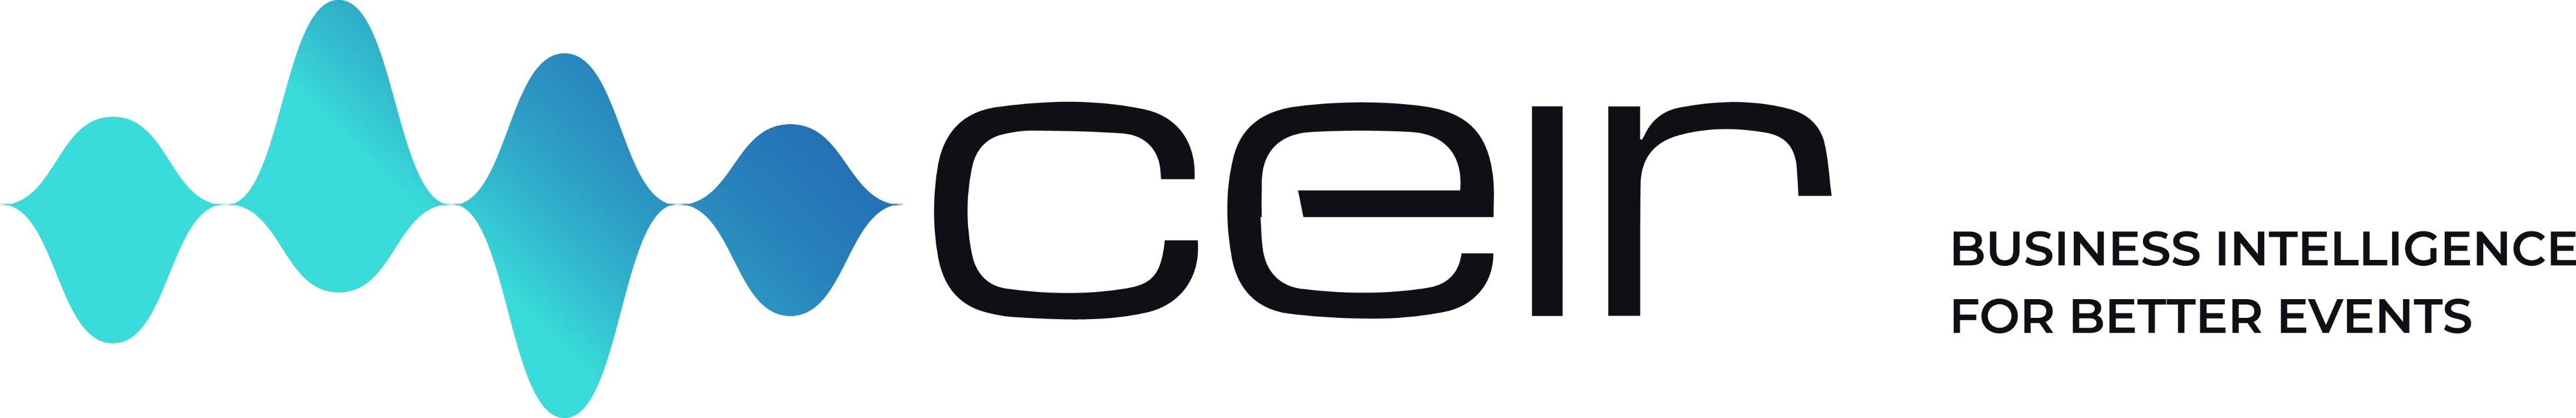 ceir
BUSINESS INTELLIGENCE
FOR BETTER EVENTS